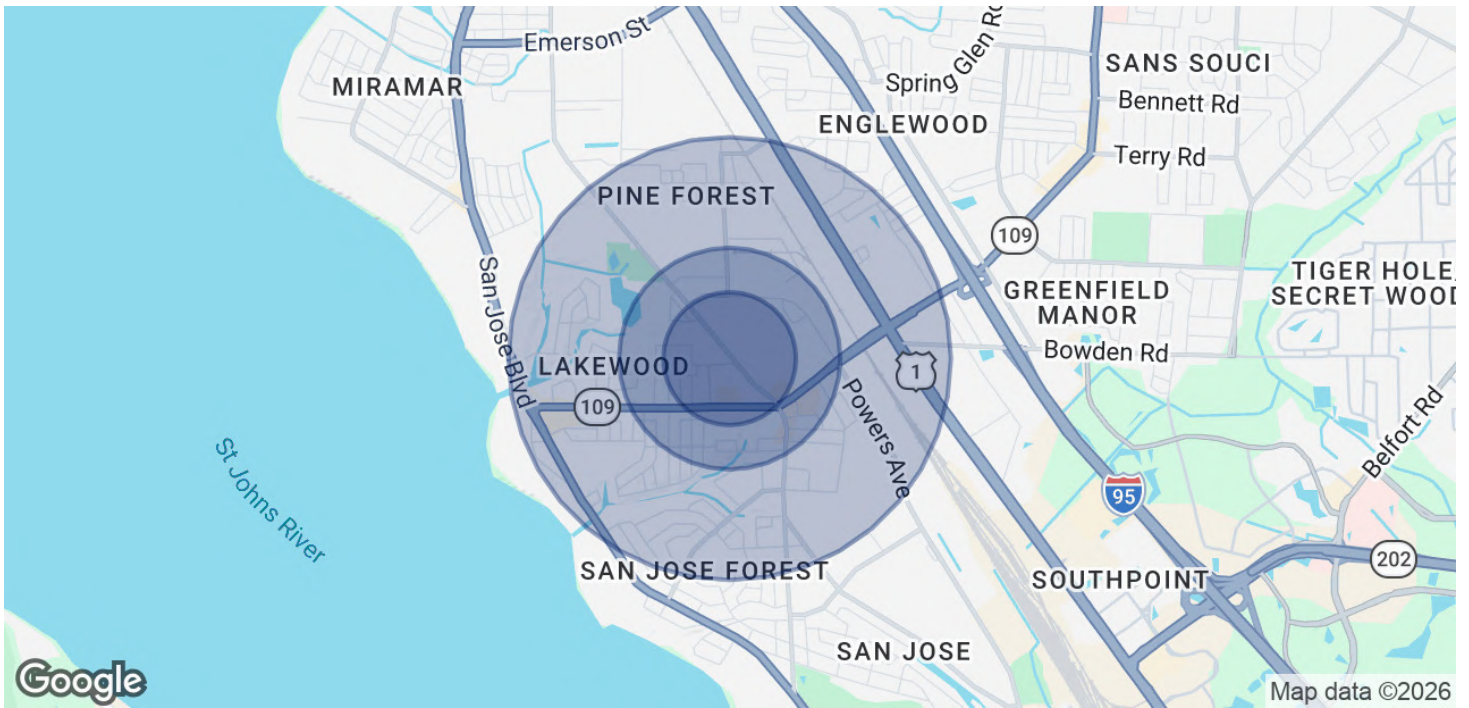 Emerson St
MIRAMAR
Spring Glen Rd
SANS SOUCI
Bennett Rd
ENGLEWOOD
Terry Rd
PINE FOREST
109
TIGER HOLE/
SECRET WOOD
GREENFIELD
MANOR
San Jose Blvd
Bowden Rd
LAKEWOOD
1
109
Powers Ave
Belfort Rd
St Johns River
95
202
SAN JOSE FOREST
SOUTHPOINT
SAN JOSE
Google
Map data ©2026